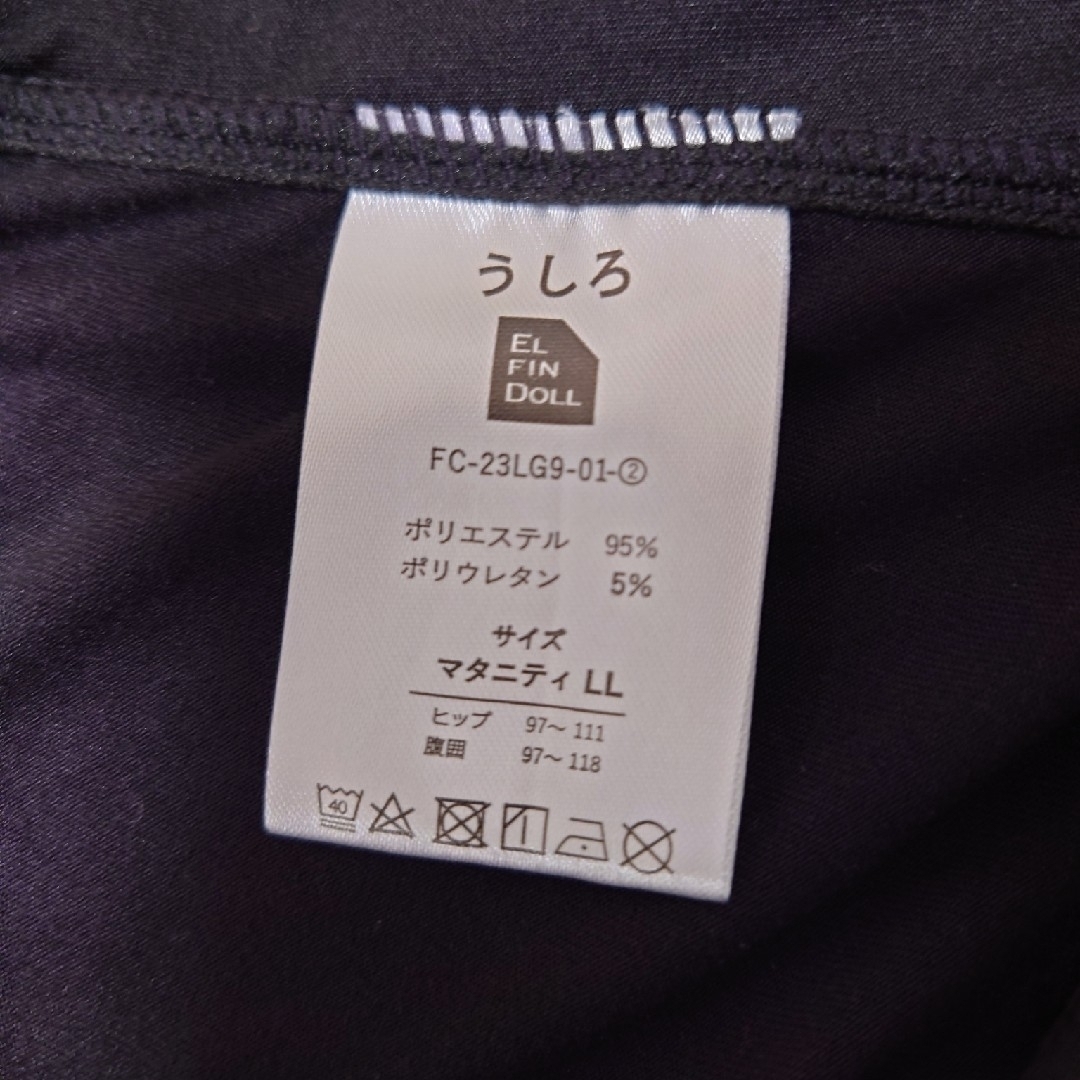 うしろ
EL
FIN
DOLL
FC-23LG9-01-②
ポリエステル 95%
ポリウレタン 5%
サイズ
マタニティ LL
ヒップ 97〜111
腹囲 97〜118
40